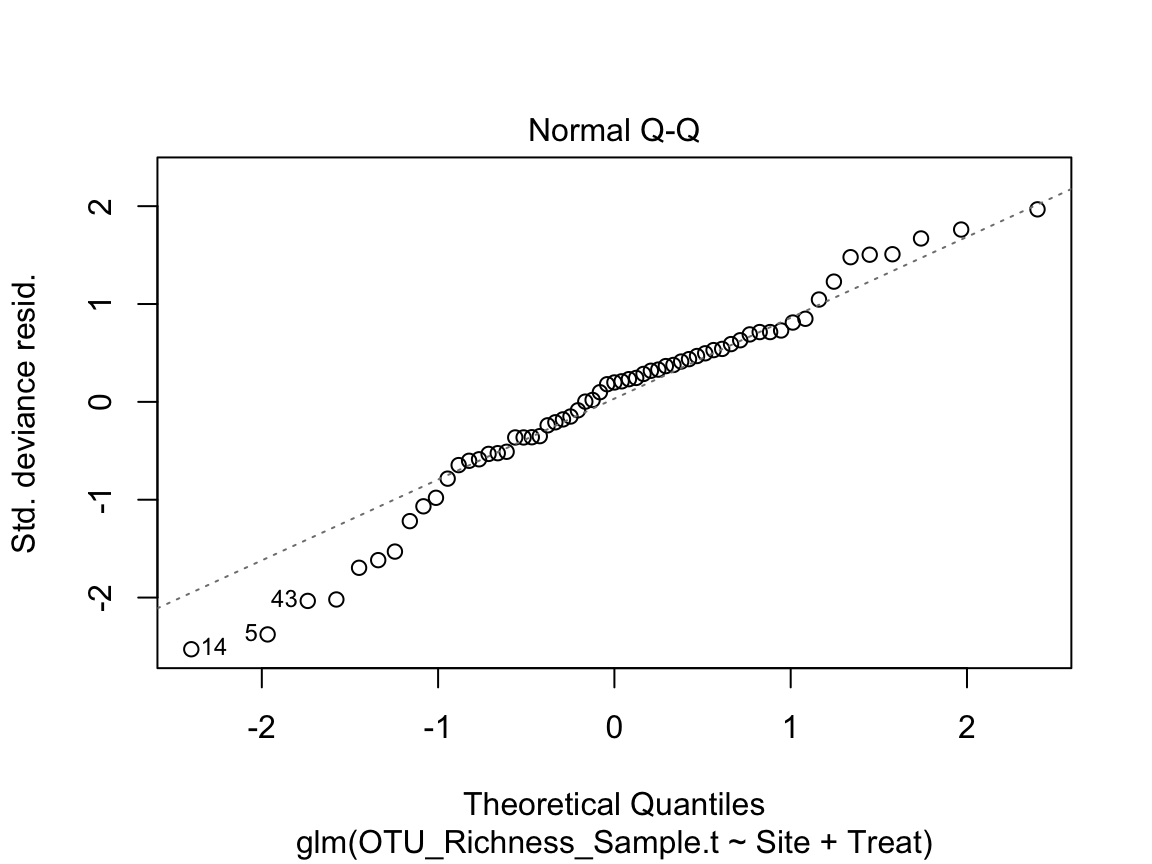 Normal Q-Q
Std. deviance resid.
2
1
0
-1
-2
43
5
14
-2 -1 0 1 2
Theoretical Quantiles
glm(OTU_Richness_Sample.t ~ Site + Treat)